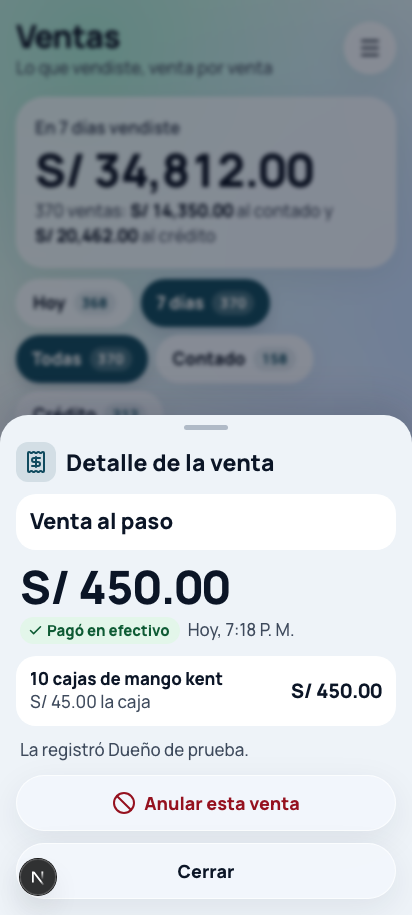 Ventas
Lo que vendiste, venta por venta
En 7 días vendiste
S/ 34,812.00
370 ventas: S/ 14,350.00 al contado y
S/ 20,462.00 al crédito
Hoy 368 7 días 370
Todas 370 Contado 158
Crédito
Detalle de la venta
Venta al paso
S/ 450.00
Pagó en efectivo Hoy, 7:18 P. M.
10 cajas de mango kent S/ 450.00
S/ 45.00 la caja
La registró Dueño de prueba.
Anular esta venta
N Cerrar